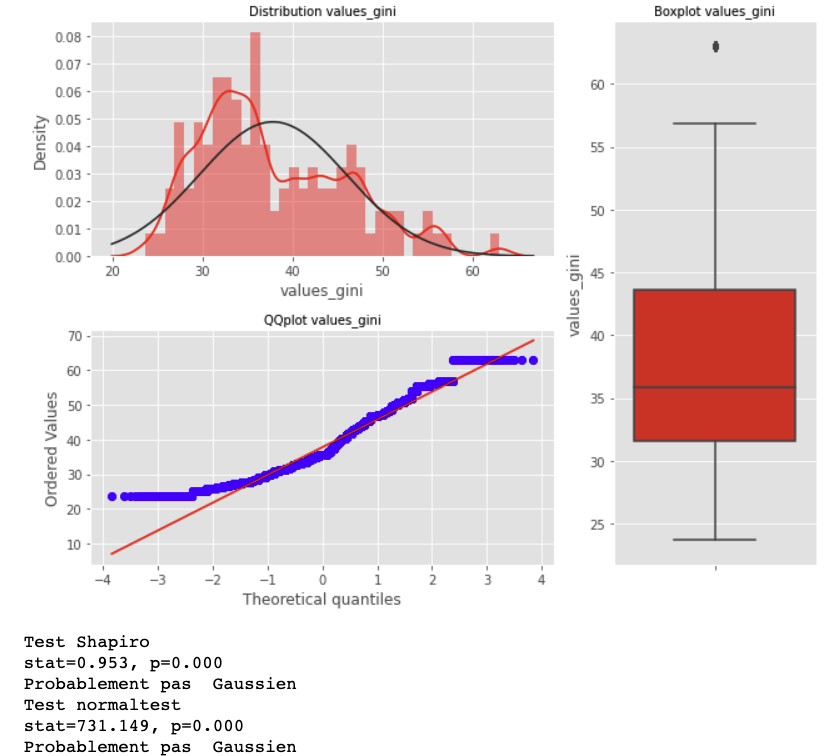 Distribution values_gini
0.08
0.07
0.06
0.05
0.04
0.03
0.02
0.01
0.00
Density
20 30 40 50 60
values_gini
QQplot values_gini
70
60
50
40
30
20
10
Ordered Values
−4 −3 −2 −1 0 1 2 3 4
Theoretical quantiles
Boxplot values_gini
60
55
50
45
40
35
30
25
values_gini
Test Shapiro
stat=0.953, p=0.000
Probablement pas  Gaussien
Test normaltest
stat=731.149, p=0.000
Probablement pas  Gaussien